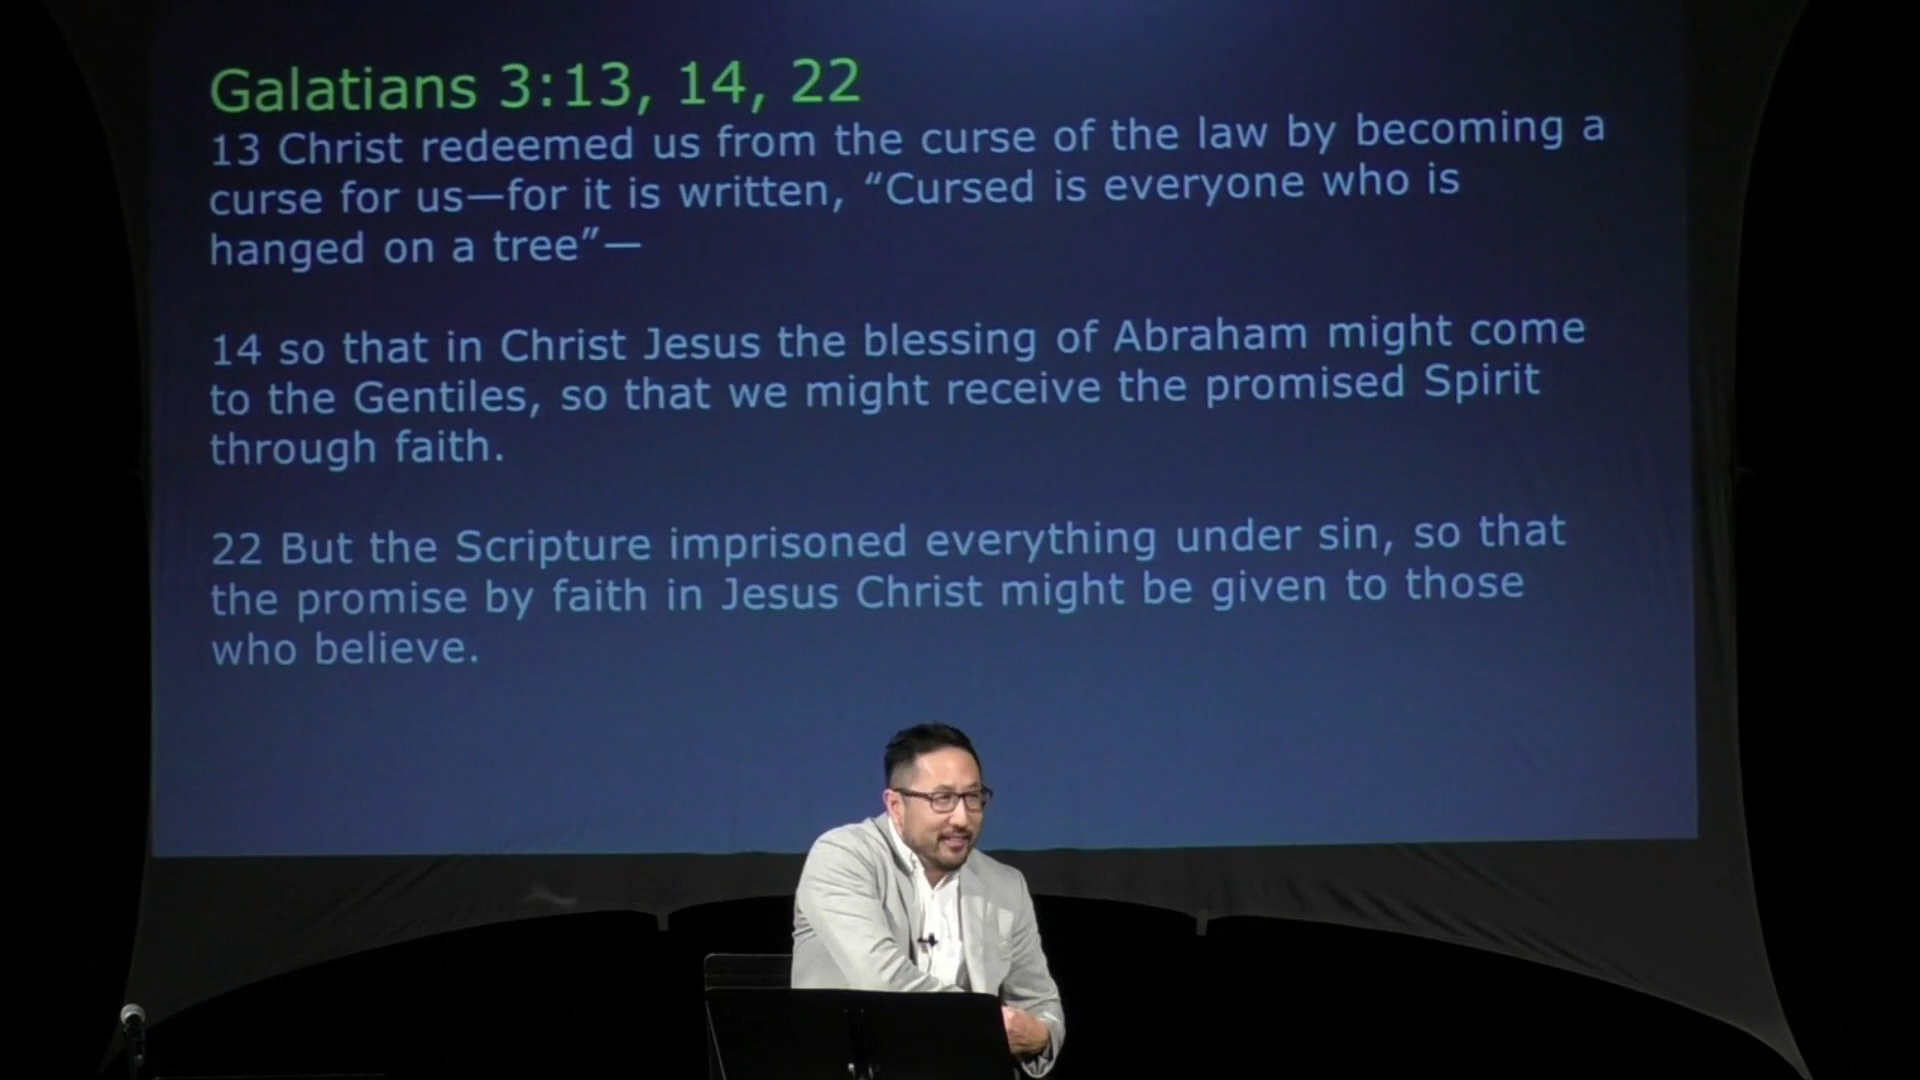 Galatians 3:13, 14, 22
13 Christ redeemed us from the curse of the law by becoming a
curse for us—for it is written, “Cursed is everyone who is
hanged on a tree”—
14 so that in Christ Jesus the blessing of Abraham might come
to the Gentiles, so that we might receive the promised Spirit
through faith.
22 But the Scripture imprisoned everything under sin, so that
the promise by faith in Jesus Christ might be given to those
who believe.